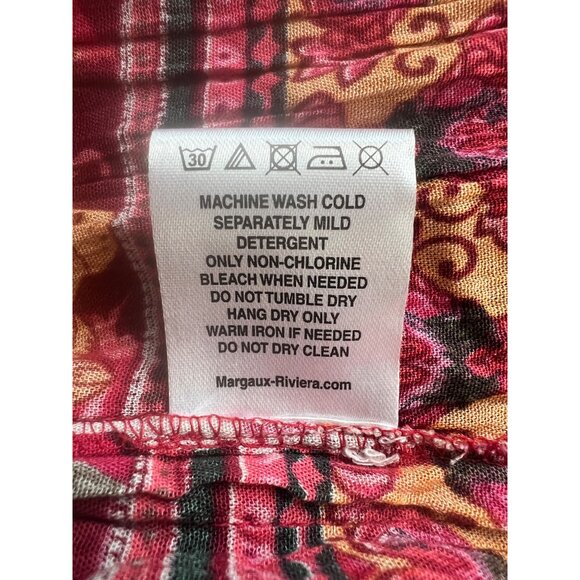 30
MACHINE WASH COLD
SEPARATELY MILD
DETERGENT
ONLY NON-CHLORINE
BLEACH WHEN NEEDED
DO NOT TUMBLE DRY
HANG DRY ONLY
WARM IRON IF NEEDED
DO NOT DRY CLEAN
Margaux-Riviera.com